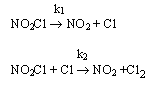 k₁
NO₂Cl → NO₂ + Cl
k₂
NO₂Cl + Cl → NO₂ +Cl₂